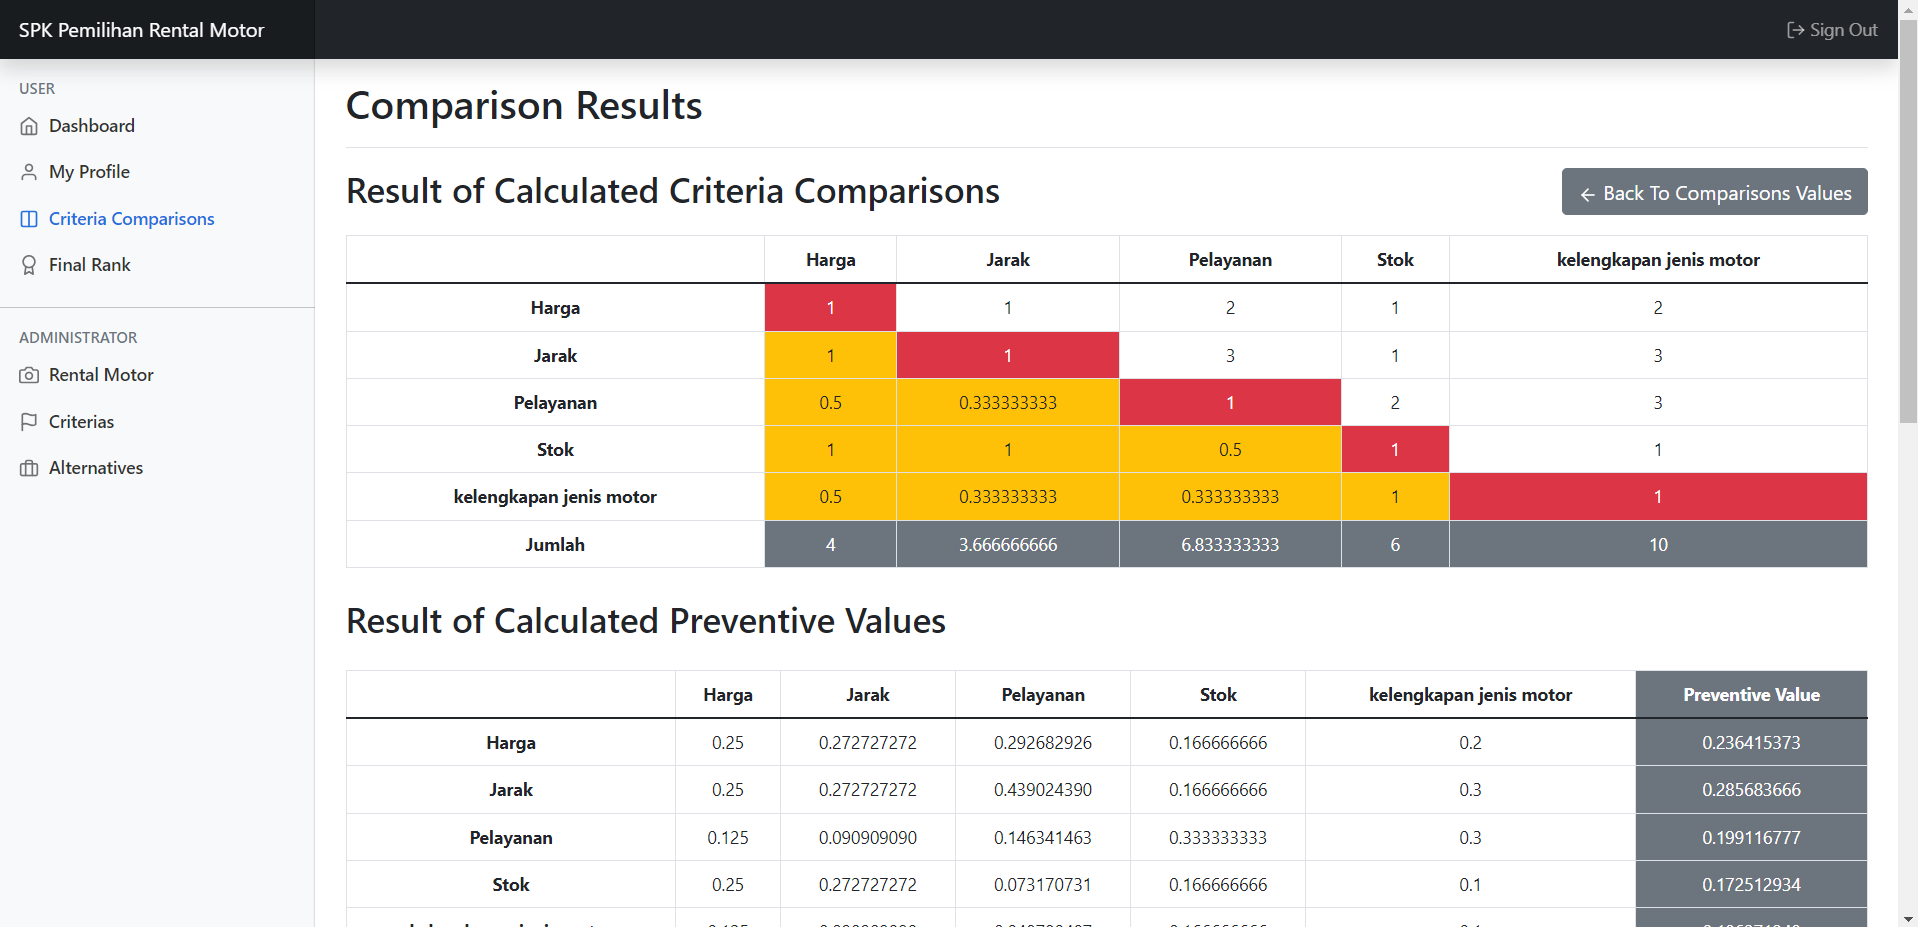 SPK Pemilihan Rental Motor
Sign Out
USER
Dashboard
My Profile
Criteria Comparisons
Final Rank
ADMINISTRATOR
Rental Motor
Criterias
Alternatives
Comparison Results
Result of Calculated Criteria Comparisons
Back To Comparisons Values
Harga Jarak Pelayanan Stok kelengkapan jenis motor
Harga 1 1 2 1 2
Jarak 1 1 3 1 3
Pelayanan 0.5 0.333333333 1 2 3
Stok 1 1 0.5 1 1
kelengkapan jenis motor 0.5 0.333333333 0.333333333 1 1
Jumlah 4 3.666666666 6.833333333 6 10
Result of Calculated Preventive Values
Harga Jarak Pelayanan Stok kelengkapan jenis motor Preventive Value
Harga 0.25 0.272727272 0.292682926 0.166666666 0.2 0.236415373
Jarak 0.25 0.272727272 0.439024390 0.166666666 0.3 0.285683666
Pelayanan 0.125 0.090909090 0.146341463 0.333333333 0.3 0.199116777
Stok 0.25 0.272727272 0.073170731 0.166666666 0.1 0.172512934